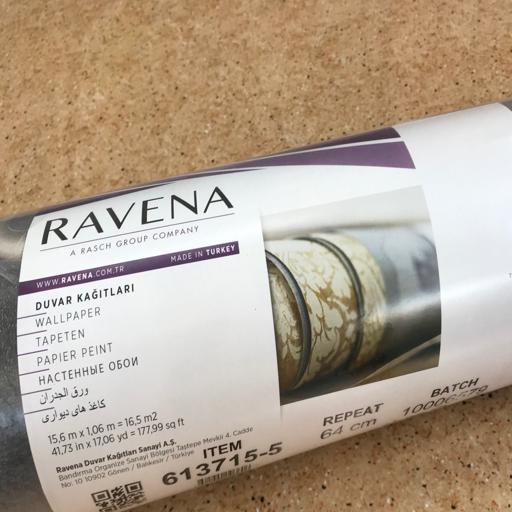 RAVENA
A RASCH GROUP COMPANY
WWW.RAVENA.COM.TR MADE IN TURKEY
DUVAR KAĞITLARI
WALLPAPER
TAPETEN
PAPIER PEINT
НАСТЕННЫЕ ОБОИ
ورق الجدران
کاغذ های دیواری
15,6 m x 1,06 m = 16,5 m2
41,73 in x 17,06 yd = 177,99 sq ft
Ravena Duvar Kağıtları Sanayi A.Ş.
Bandırma Organize Sanayi Bölgesi Taştepe Mevkii 4. Cadde
No: 10 10902 Gönen / Balıkesir / Türkiye
ITEM
613715-5
REPEAT
64 cm
BATCH